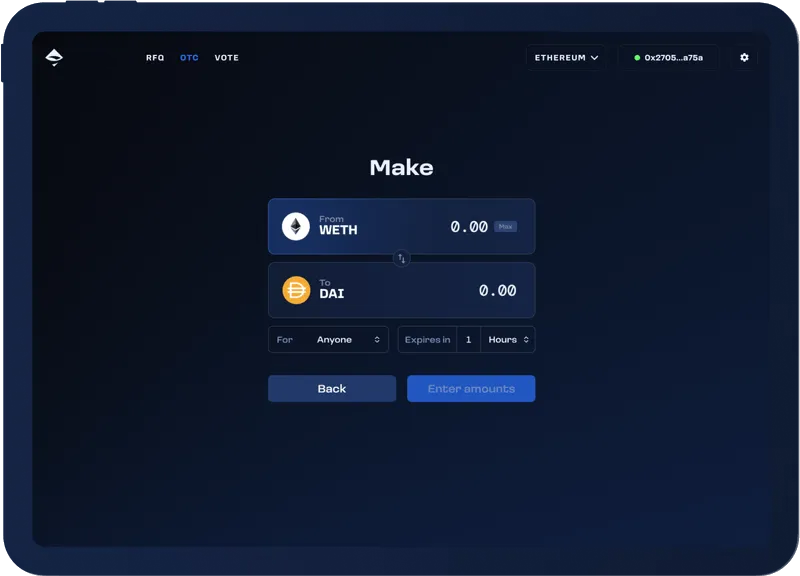 RFQ OTC VOTE ETHEREUM 0x2705...a75a
Make
From
WETH 0.00 Max
To
DAI 0.00
For Anyone Expires in 1 Hours
Back Enter amounts